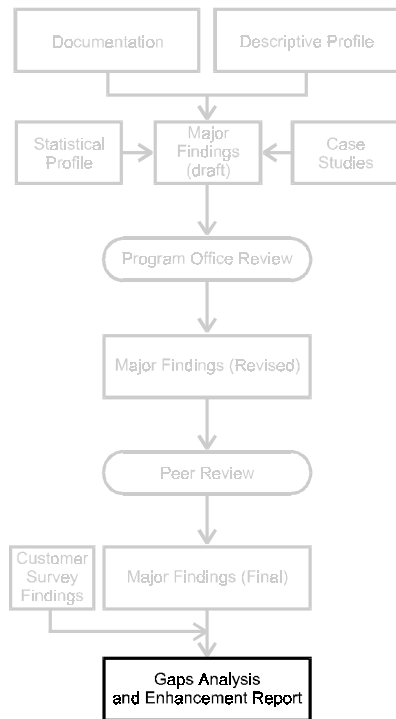 Documentation
Descriptive Profile
Statistical
Profile
Major
Findings
(draft)
Case
Studies
Program Office Review
Major Findings (Revised)
Peer Review
Customer
Survey
Findings
Major Findings (Final)
Gaps Analysis
and Enhancement Report